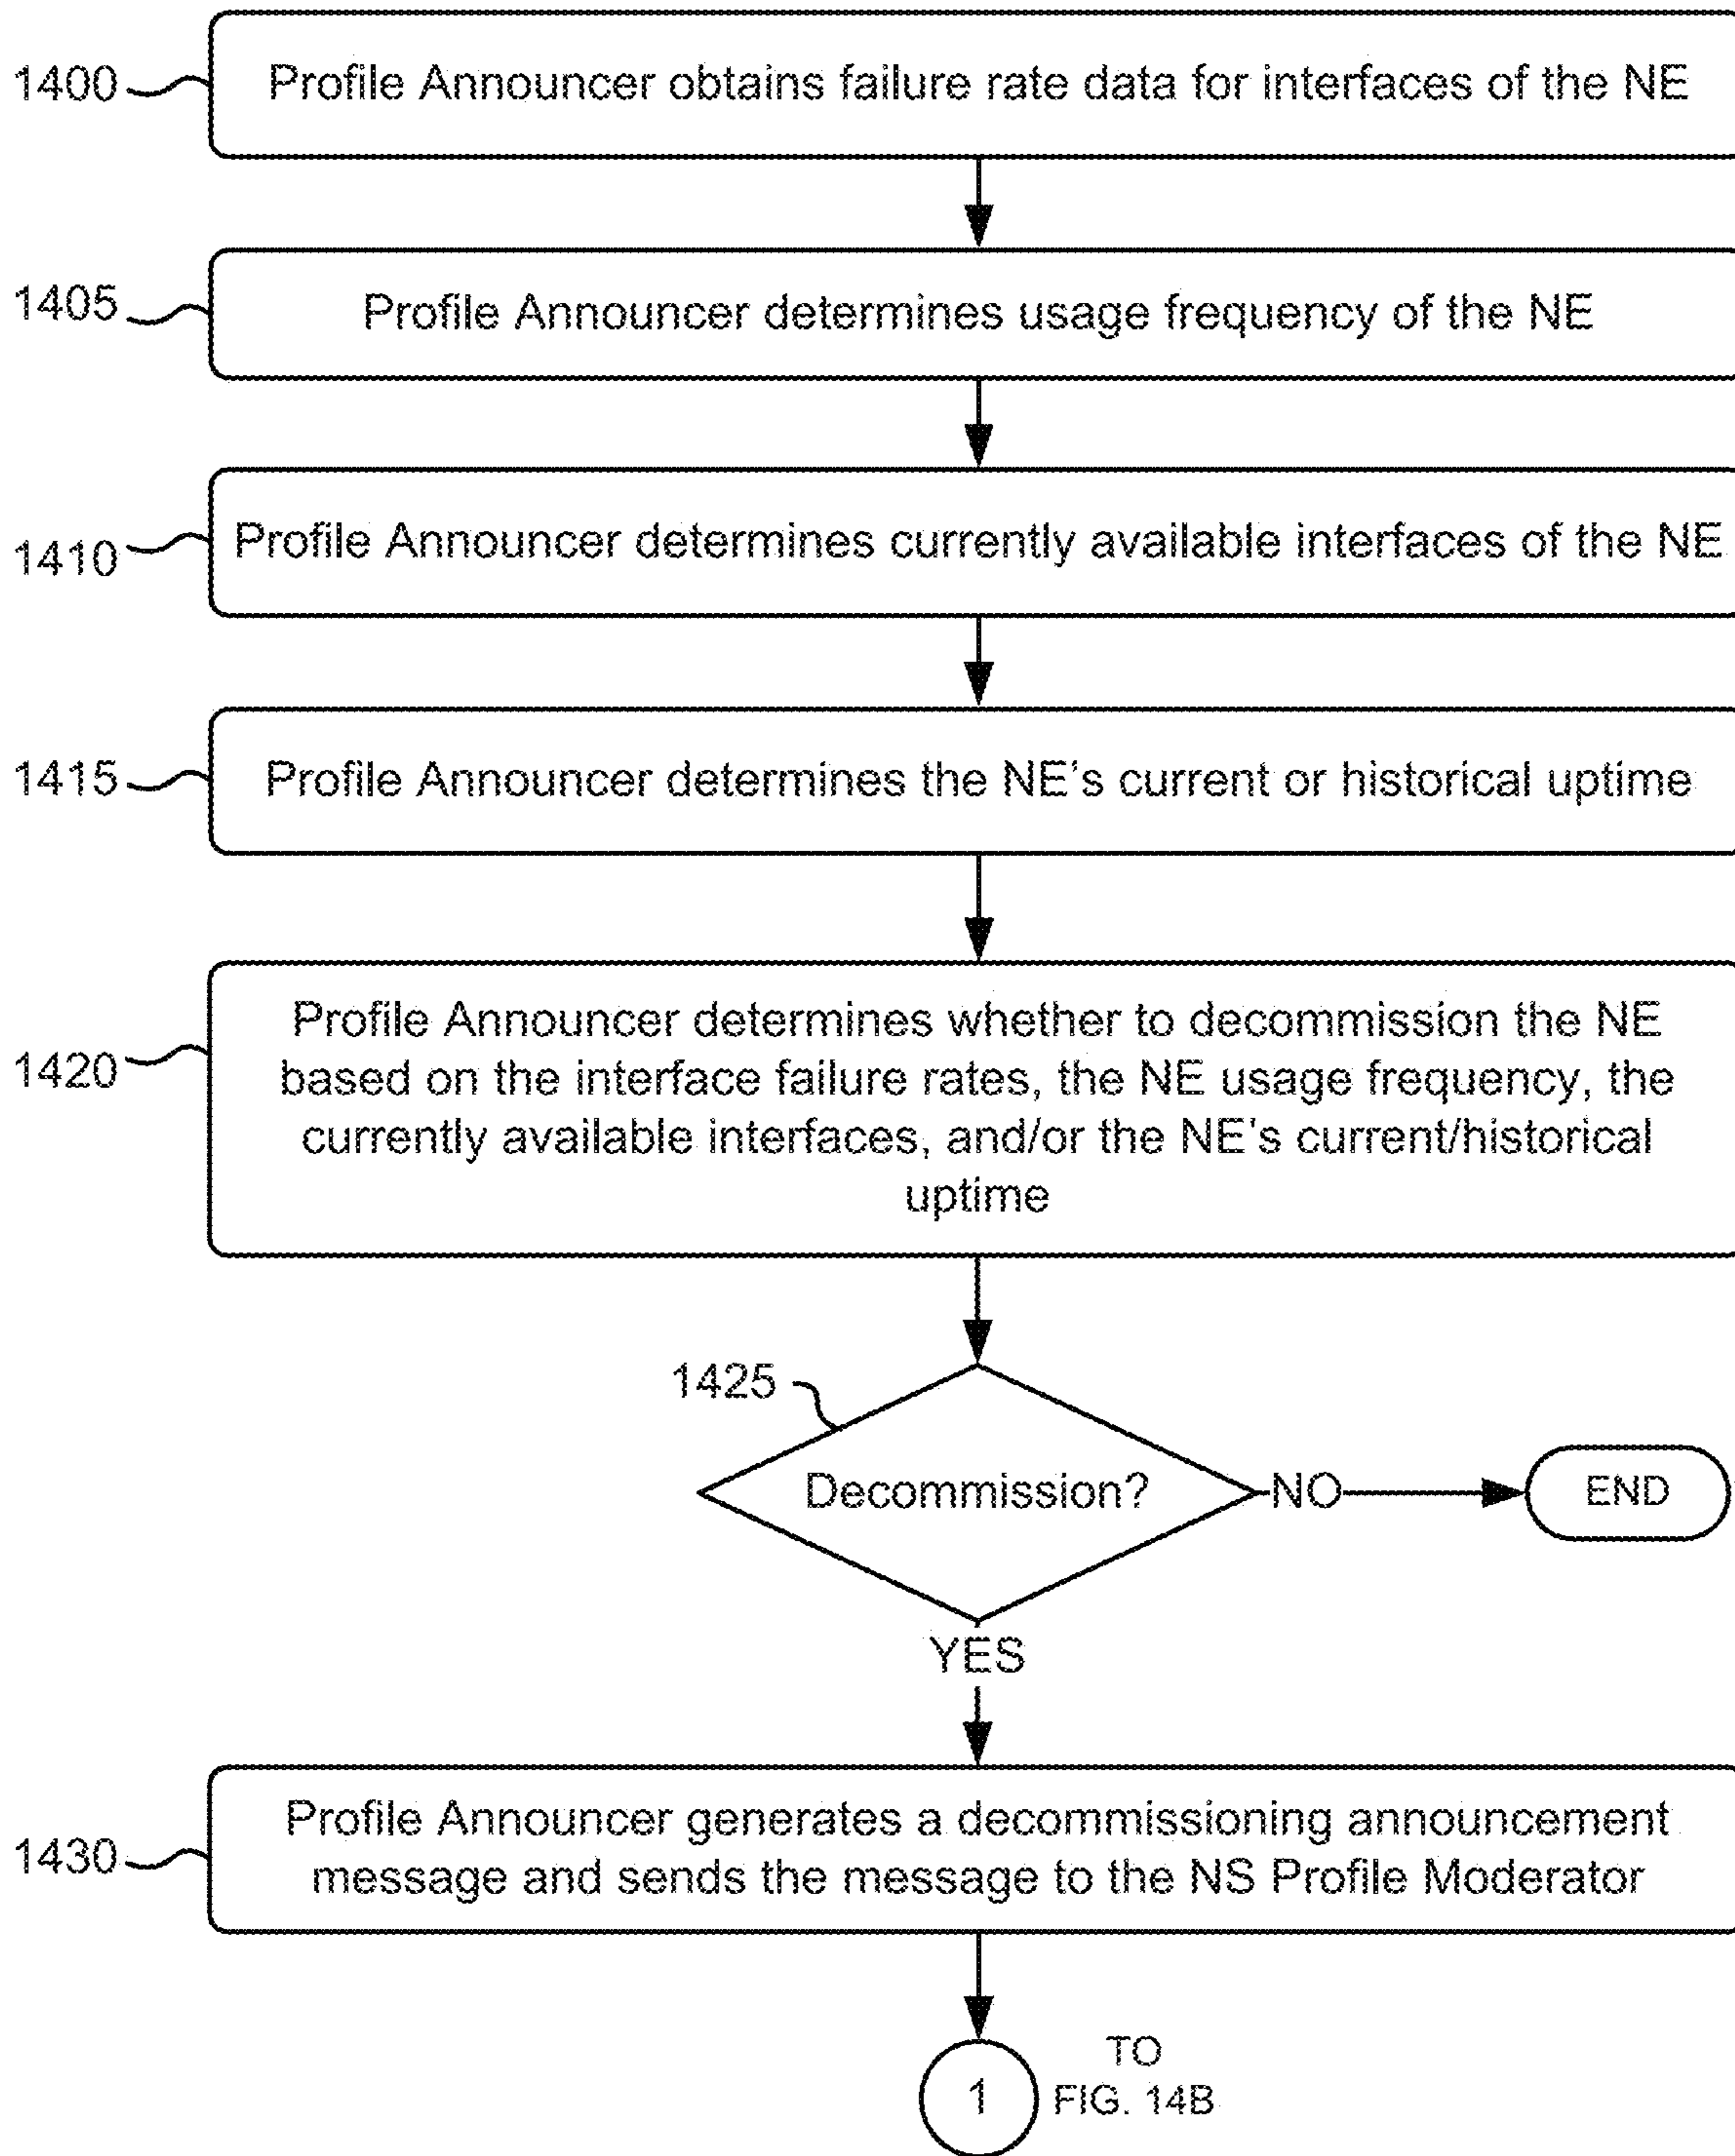 1400
Profile Announcer obtains failure rate data for interfaces of the NE
1405
Profile Announcer determines usage frequency of the NE
1410
Profile Announcer determines currently available interfaces of the NE
1415
Profile Announcer determines the NE's current or historical uptime
1420
Profile Announcer determines whether to decommission the NE
based on the interface failure rates, the NE usage frequency, the
currently available interfaces, and/or the NE's current/historical
uptime
1425
Decommission?
NO
END
YES
1430
Profile Announcer generates a decommissioning announcement
message and sends the message to the NS Profile Moderator
1
TO
FIG. 14B